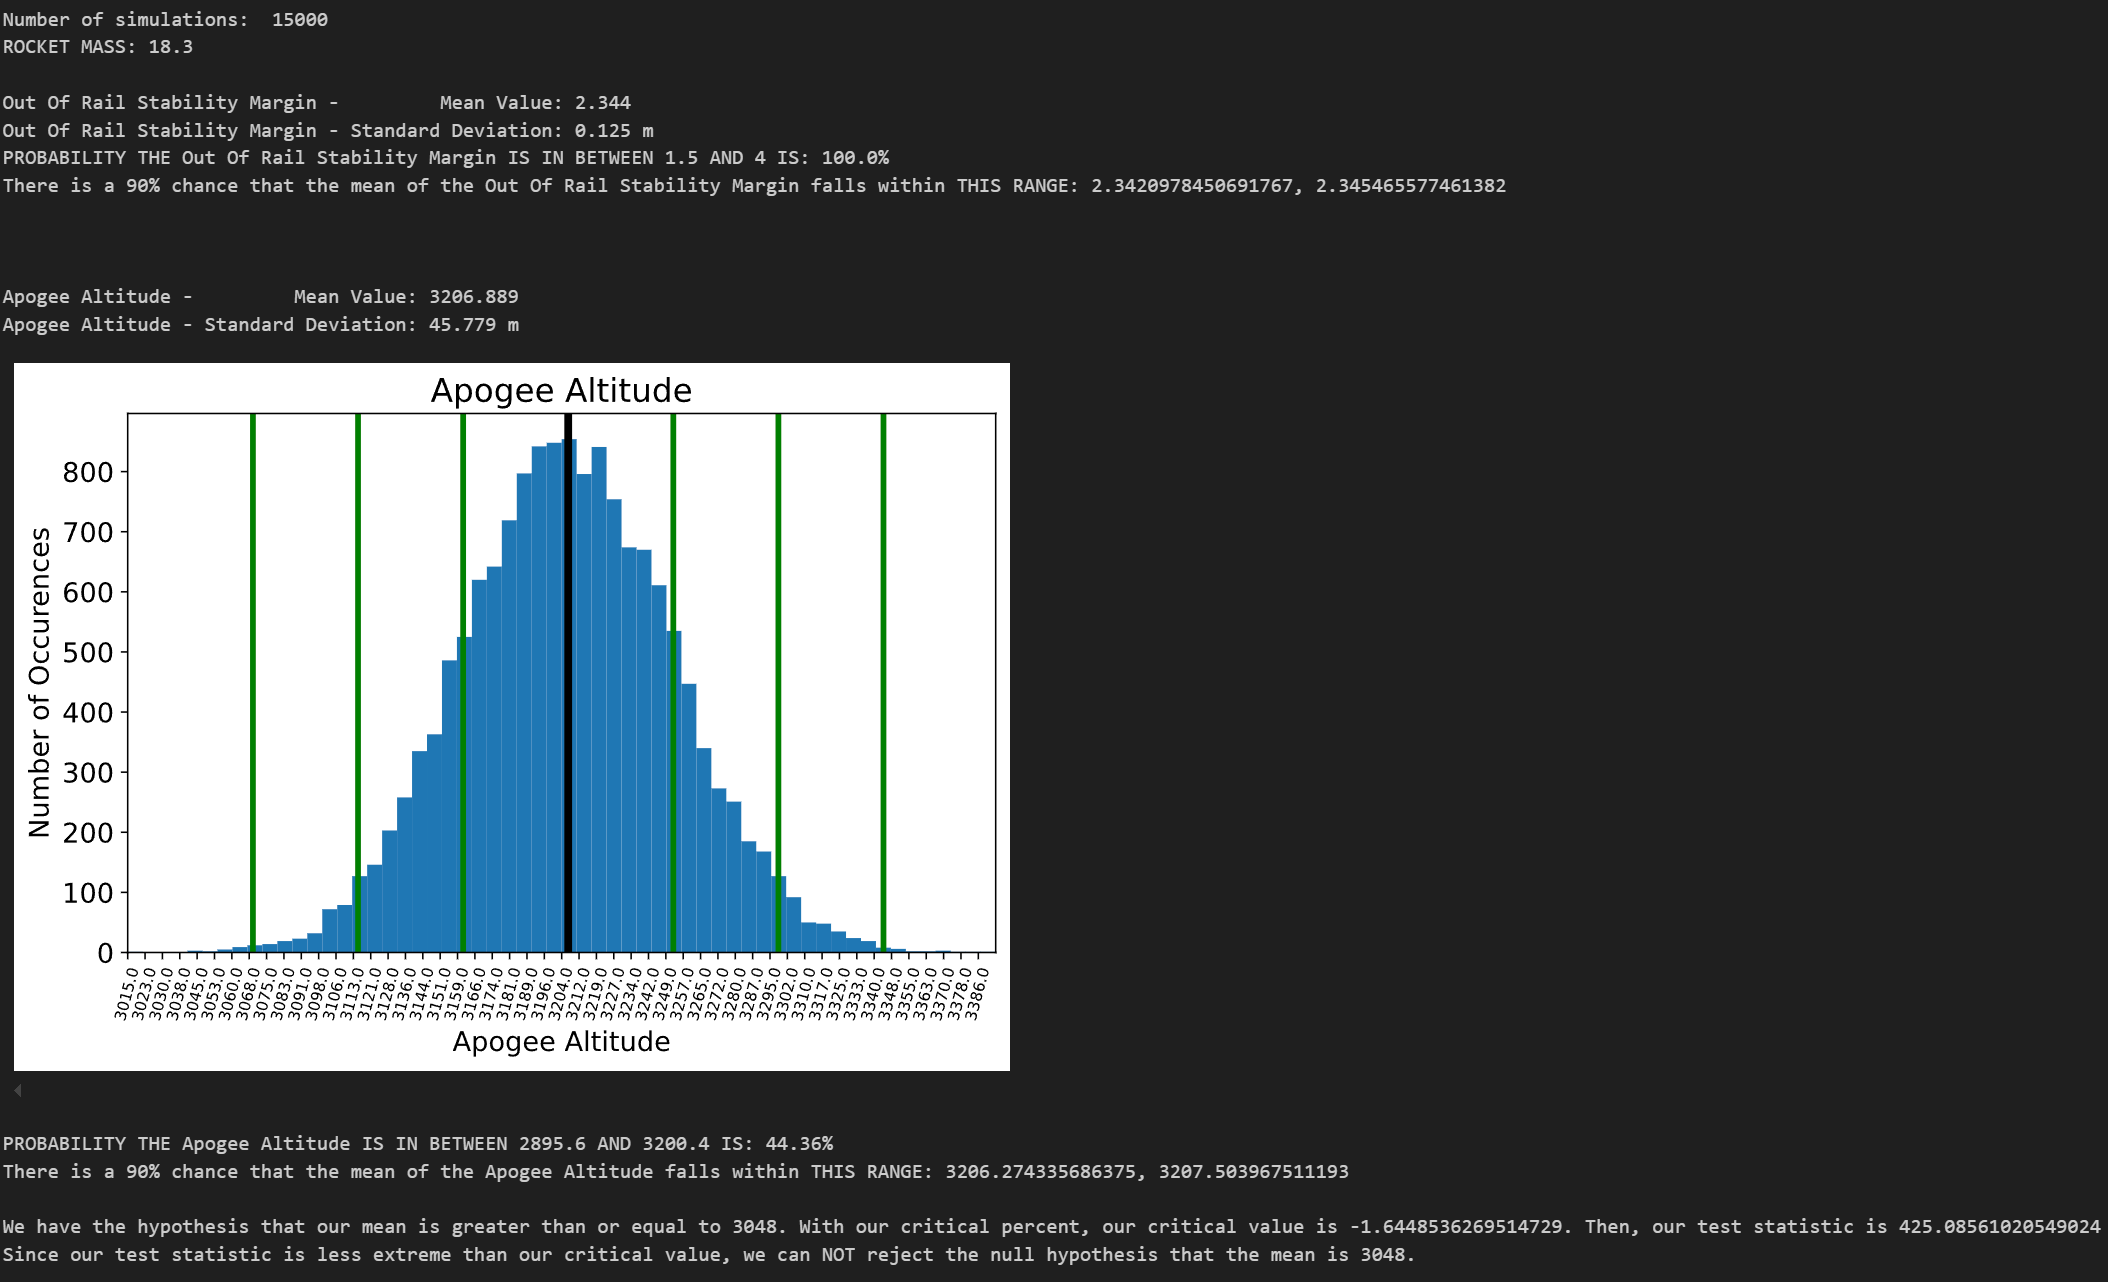 Number of simulations:  15000
ROCKET MASS: 18.3
Out Of Rail Stability Margin -         Mean Value: 2.344
Out Of Rail Stability Margin - Standard Deviation: 0.125 m
PROBABILITY THE Out Of Rail Stability Margin IS IN BETWEEN 1.5 AND 4 IS: 100.0%
There is a 90% chance that the mean of the Out Of Rail Stability Margin falls within THIS RANGE: 2.3420978450691767, 2.345465577461382
Apogee Altitude -         Mean Value: 3206.889
Apogee Altitude - Standard Deviation: 45.779 m
Apogee Altitude
Number of Occurences
800
700
600
500
400
300
200
100
0
3015.0 3023.0 3030.0 3038.0 3045.0 3053.0 3060.0 3068.0 3075.0 3083.0 3091.0 3098.0 3106.0 3113.0 3121.0 3128.0 3136.0 3144.0 3151.0 3159.0 3166.0 3174.0 3181.0 3189.0 3196.0 3204.0 3212.0 3219.0 3227.0 3234.0 3242.0 3249.0 3257.0 3265.0 3272.0 3280.0 3287.0 3295.0 3302.0 3310.0 3317.0 3325.0 3333.0 3340.0 3348.0 3355.0 3363.0 3370.0 3378.0 3386.0
Apogee Altitude
PROBABILITY THE Apogee Altitude IS IN BETWEEN 2895.6 AND 3200.4 IS: 44.36%
There is a 90% chance that the mean of the Apogee Altitude falls within THIS RANGE: 3206.274335686375, 3207.503967511193
We have the hypothesis that our mean is greater than or equal to 3048. With our critical percent, our critical value is -1.6448536269514729. Then, our test statistic is 425.08561020549024
Since our test statistic is less extreme than our critical value, we can NOT reject the null hypothesis that the mean is 3048.